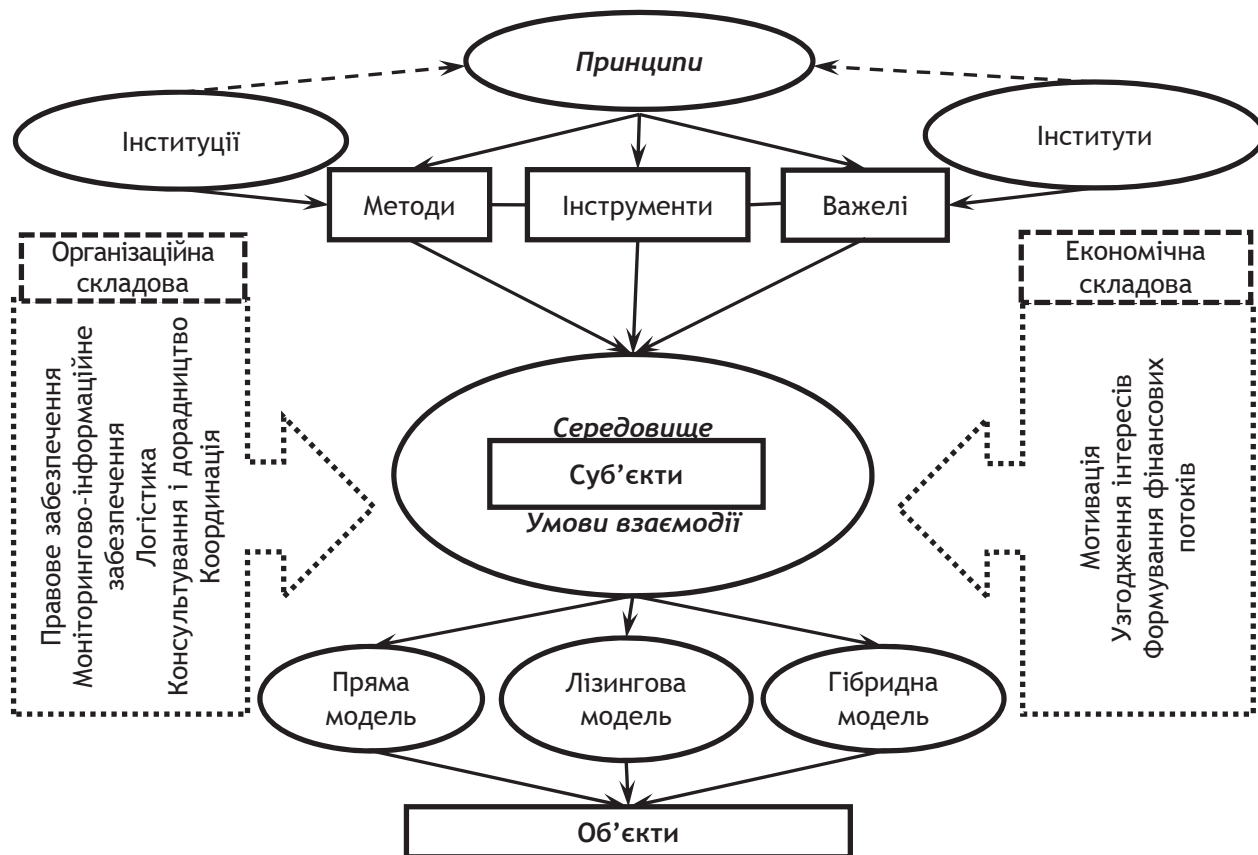 Принципи
Інституції
Інститути
Методи
Інструменти
Важелі
Організаційна
складова
Економічна
складова
Правове забезпечення
Моніторингово-інформаційне
забезпечення
Логістика
Консультування і дорадництво
Координація
Середовище
Суб’єкти
Умови взаємодії
Мотивація
Узгодження інтересів
Формування фінансових
потоків
Пряма
модель
Лізингова
модель
Гібридна
модель
Об’єкти